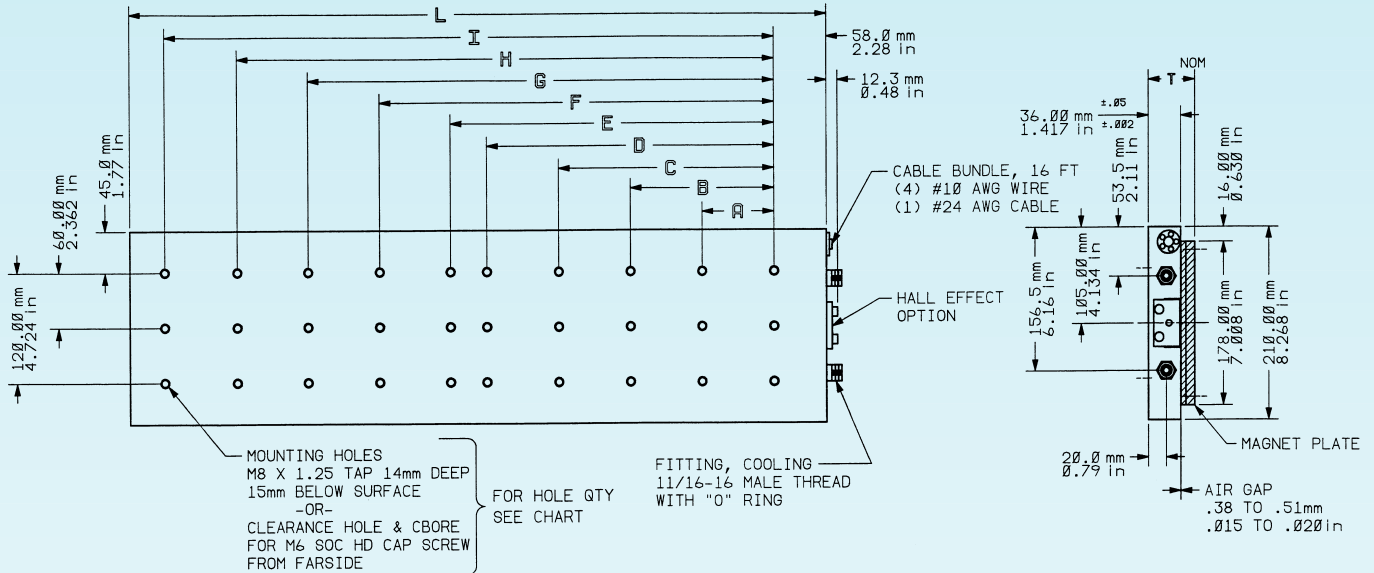 L
I
H
G
F
E
D
C
B
A
58.0 mm
2.28 in
12.3 mm
0.48 in
45.0 mm
1.77 in
60.00 mm
2.362 in
120.00 mm
4.724 in
CABLE BUNDLE, 16 FT
(4) #10 AWG WIRE
(1) #24 AWG CABLE
HALL EFFECT
OPTION
MOUNTING HOLES
M8 X 1.25 TAP 14mm DEEP
15mm BELOW SURFACE
-OR-
CLEARANCE HOLE & CBORE
FOR M6 SOC HD CAP SCREW
FROM FARSIDE
FOR HOLE QTY
SEE CHART
FITTING, COOLING
11/16-16 MALE THREAD
WITH "O" RING
NOM
T
36.00 mm ±.05
1.417 in ±.002
53.5 mm
2.11 in
16.00 mm
0.630 in
156.5 mm
6.16 in
105.00 mm
4.134 in
178.00 mm
7.008 in
210.00 mm
8.268 in
20.0 mm
0.79 in
MAGNET PLATE
AIR GAP
.38 TO .51mm
.015 TO .020in